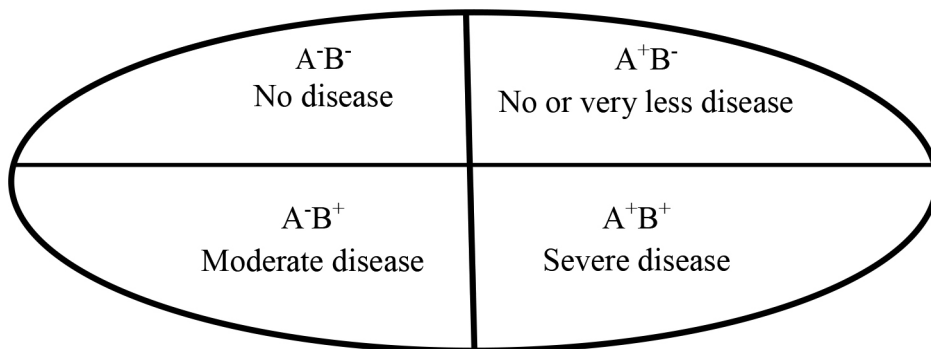 A⁻B⁻
No disease
A⁺B⁻
No or very less disease
A⁻B⁺
Moderate disease
A⁺B⁺
Severe disease